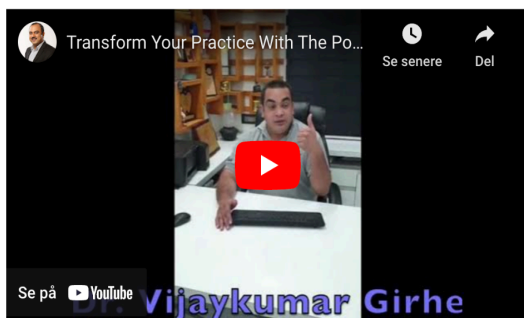 Transform Your Practice With The Po...
Se senere
Del
Se på YouTube
Dr. Vijaykumar Girhe